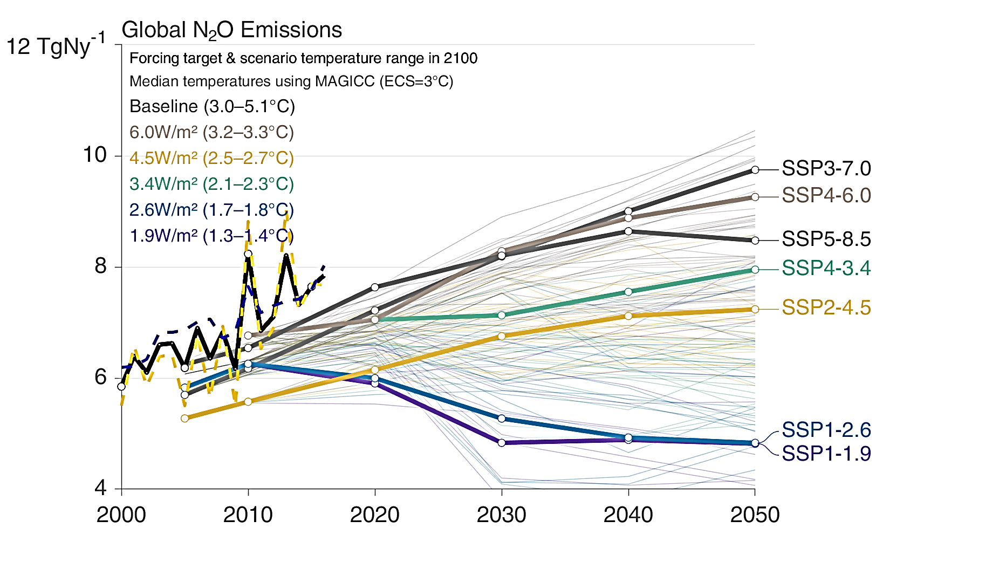 Global N₂O Emissions
12 TgNy⁻¹
Forcing target & scenario temperature range in 2100
Median temperatures using MAGICC (ECS=3°C)
Baseline (3.0–5.1°C)
6.0W/m² (3.2–3.3°C)
4.5W/m² (2.5–2.7°C)
3.4W/m² (2.1–2.3°C)
2.6W/m² (1.7–1.8°C)
1.9W/m² (1.3–1.4°C)
10
8
6
4
2000 2010 2020 2030 2040 2050
SSP3-7.0
SSP4-6.0
SSP5-8.5
SSP4-3.4
SSP2-4.5
SSP1-2.6
SSP1-1.9